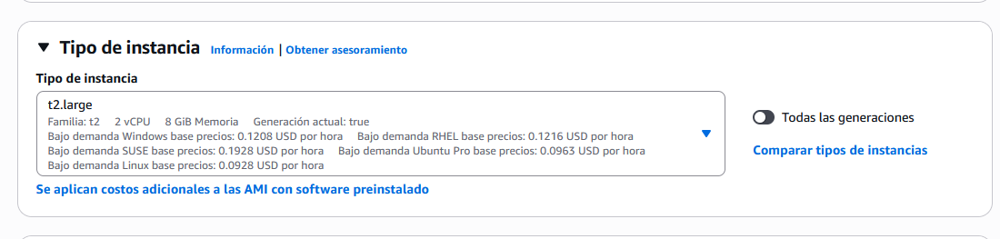 Tipo de instancia Información | Obtener asesoramiento
Tipo de instancia
t2.large
Familia: t2 2 vCPU 8 GiB Memoria Generación actual: true
Bajo demanda Windows base precios: 0.1208 USD por hora Bajo demanda RHEL base precios: 0.1216 USD por hora
Bajo demanda SUSE base precios: 0.1928 USD por hora Bajo demanda Ubuntu Pro base precios: 0.0963 USD por hora
Bajo demanda Linux base precios: 0.0928 USD por hora
Todas las generaciones
Comparar tipos de instancias
Se aplican costos adicionales a las AMI con software preinstalado